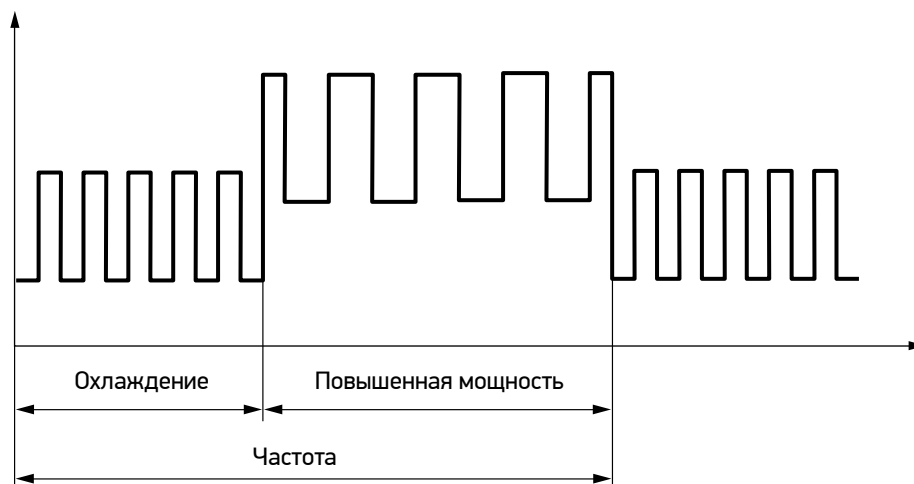 Охлаждение
Повышенная мощность
Частота